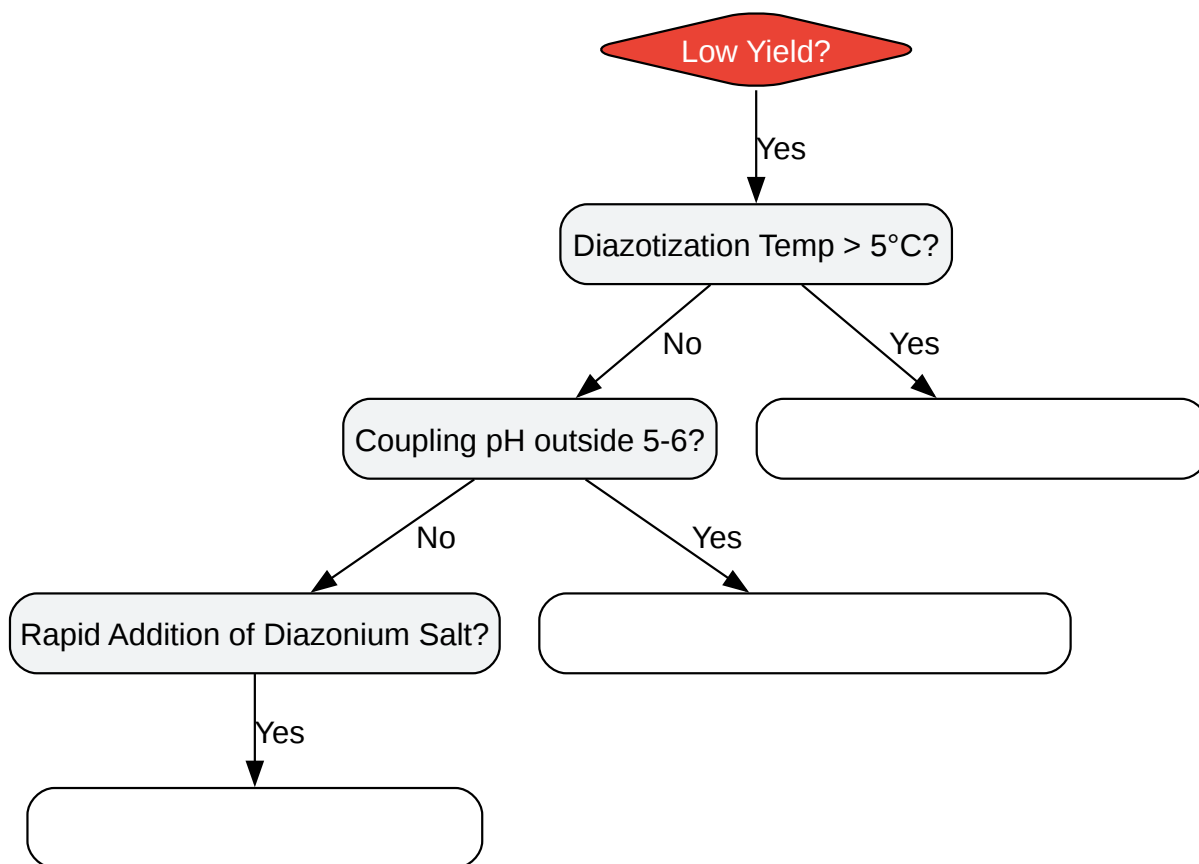 Low Yield?
Yes
Diazotization Temp > 5°C?
No
Yes
Coupling pH outside 5-6?
No
Yes
Rapid Addition of Diazonium Salt?
Yes